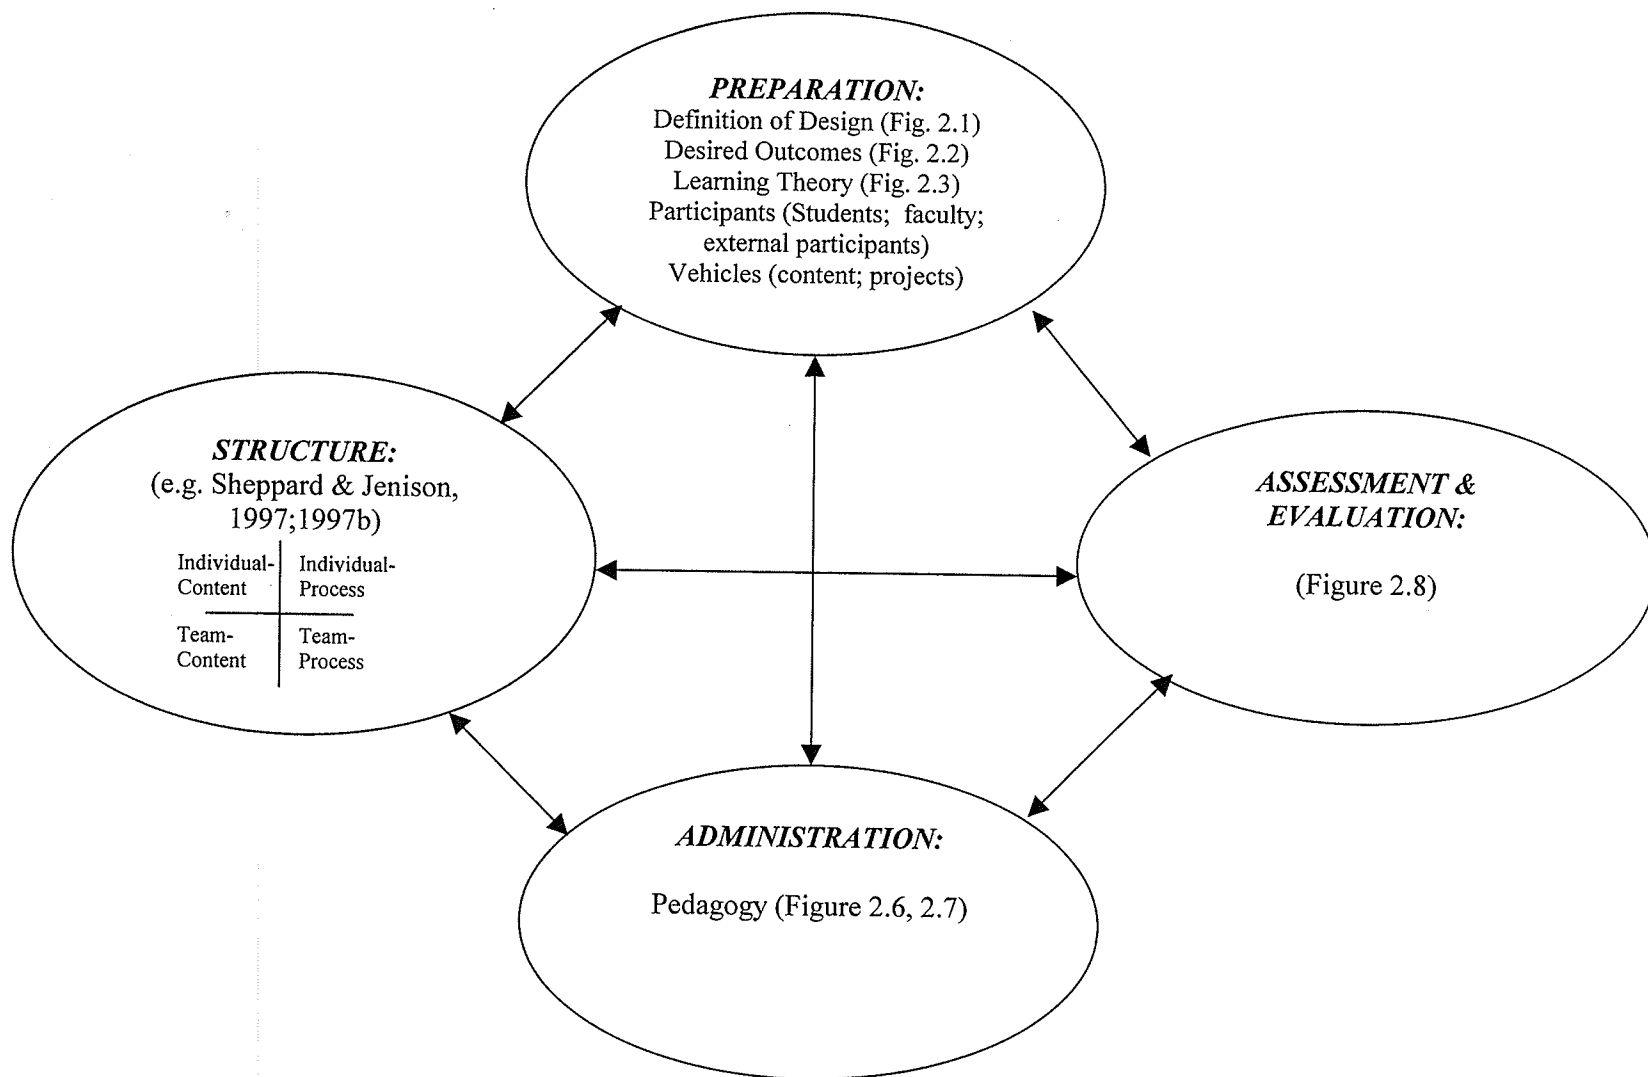 PREPARATION:
Definition of Design (Fig. 2.1)
Desired Outcomes (Fig. 2.2)
Learning Theory (Fig. 2.3)
Participants (Students; faculty;
external participants)
Vehicles (content; projects)
STRUCTURE:
(e.g. Sheppard & Jenison,
1997;1997b)
Individual-
Content
Individual-
Process
Team-
Content
Team-
Process
ASSESSMENT &
EVALUATION:
(Figure 2.8)
ADMINISTRATION:
Pedagogy (Figure 2.6, 2.7)